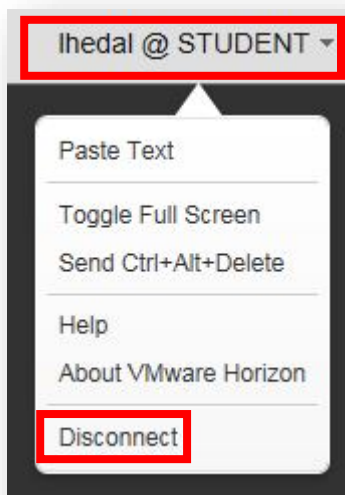 lhedal @ STUDENT
Paste Text
Toggle Full Screen
Send Ctrl+Alt+Delete
Help
About VMware Horizon
Disconnect